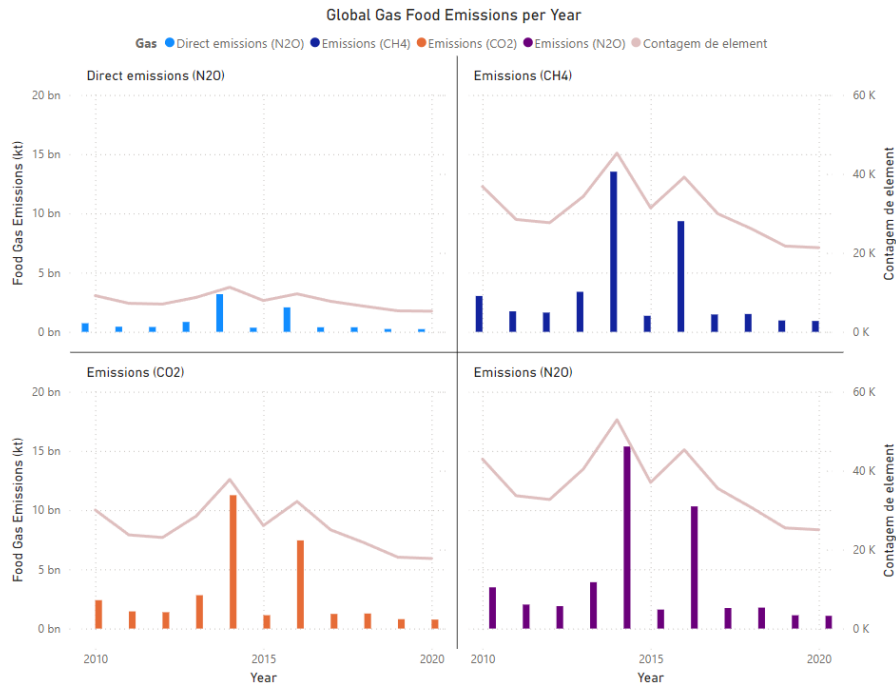 Global Gas Food Emissions per Year
Gas Direct emissions (N2O) Emissions (CH4) Emissions (CO2) Emissions (N2O) Contagem de element
Direct emissions (N2O)
Emissions (CH4)
20 bn
15 bn
10 bn
5 bn
0 bn
Food Gas Emissions (kt)
60 K
40 K
20 K
0 K
Contagem de element
Emissions (CO2)
Emissions (N2O)
20 bn
15 bn
10 bn
5 bn
0 bn
Food Gas Emissions (kt)
60 K
40 K
20 K
0 K
Contagem de element
2010 2015 2020
2010 2015 2020
Year
Year